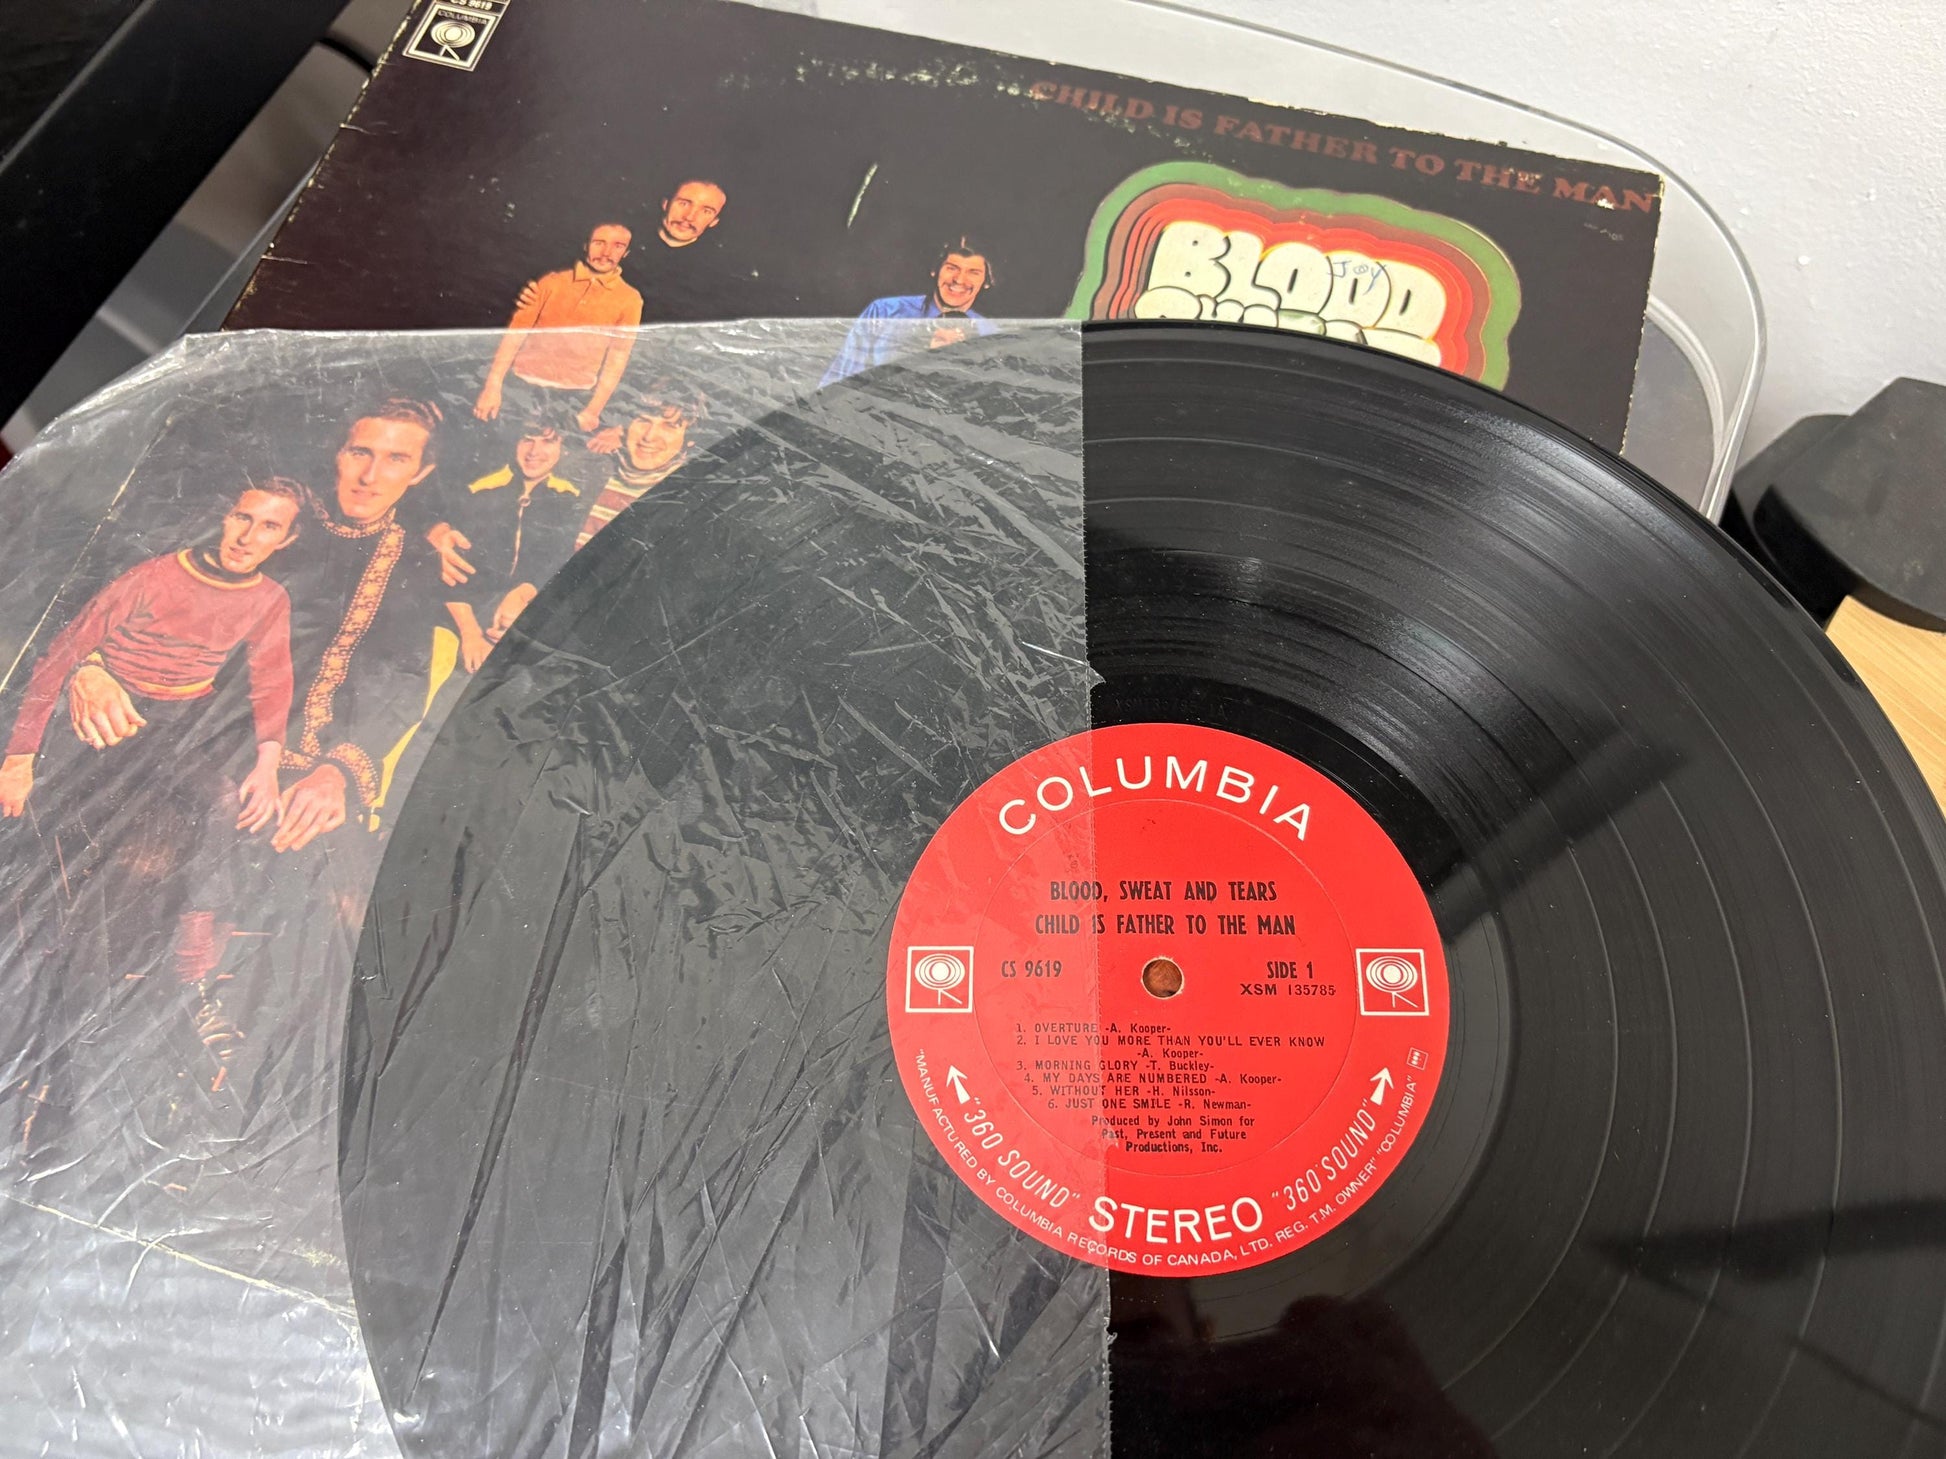 CS 9619
COLUMBIA
CHILD IS FATHER TO THE MAN
BLOOD
JOY
COLUMBIA
BLOOD, SWEAT AND TEARS
CHILD IS FATHER TO THE MAN
CS 9619
SIDE 1
XSM 135785
1. OVERTURE -A. Kooper-
2. I LOVE YOU MORE THAN YOU'LL EVER KNOW
-A. Kooper-
3. MORNING GLORY -T. Buckley-
4. MY DAYS ARE NUMBERED -A. Kooper-
5. WITHOUT HER -H. Nilsson-
6. JUST ONE SMILE -R. Newman-
Produced by John Simon for
Past, Present and Future
Productions, Inc.
"360 SOUND" STEREO "360 SOUND"
"MANUFACTURED BY COLUMBIA RECORDS OF CANADA, LTD. REG. T.M. OWNER" "COLUMBIA"